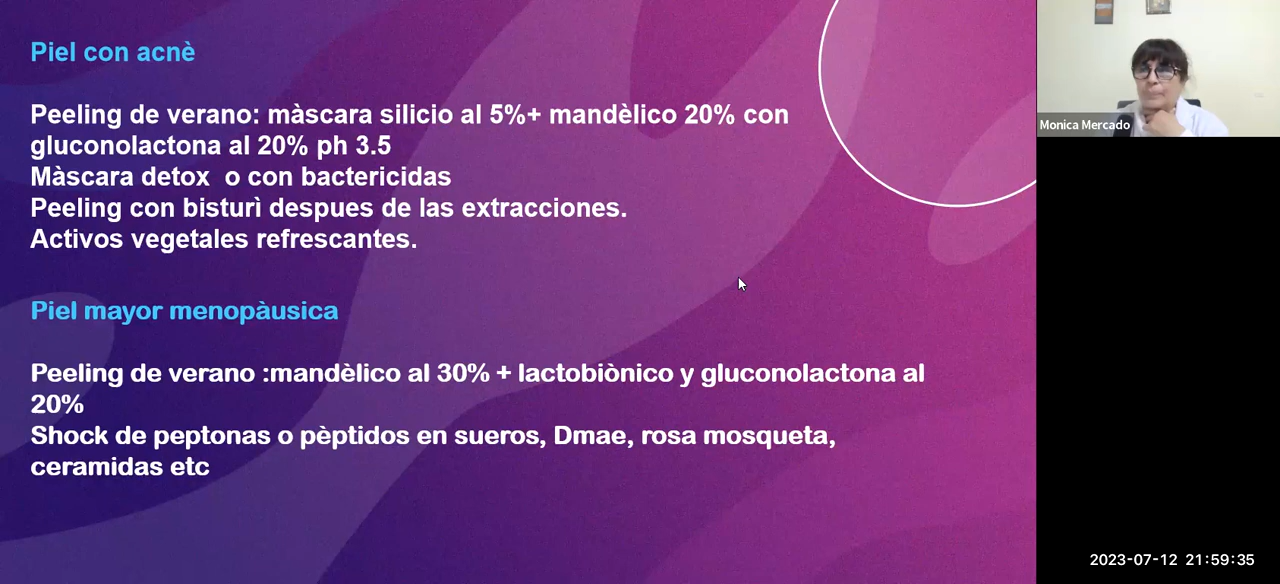 Piel con acnè
Peeling de verano: màscara silicio al 5%+ mandèlico 20% con
gluconolactona al 20% ph 3.5
Màscara detox  o con bactericidas
Peeling con bisturì despues de las extracciones.
Activos vegetales refrescantes.
Piel mayor menopàusica
Peeling de verano :mandèlico al 30% + lactobiònico y gluconolactona al
20%
Shock de peptonas o pèptidos en sueros, Dmae, rosa mosqueta,
ceramidas etc
Monica Mercado
2023-07-12 21:59:35